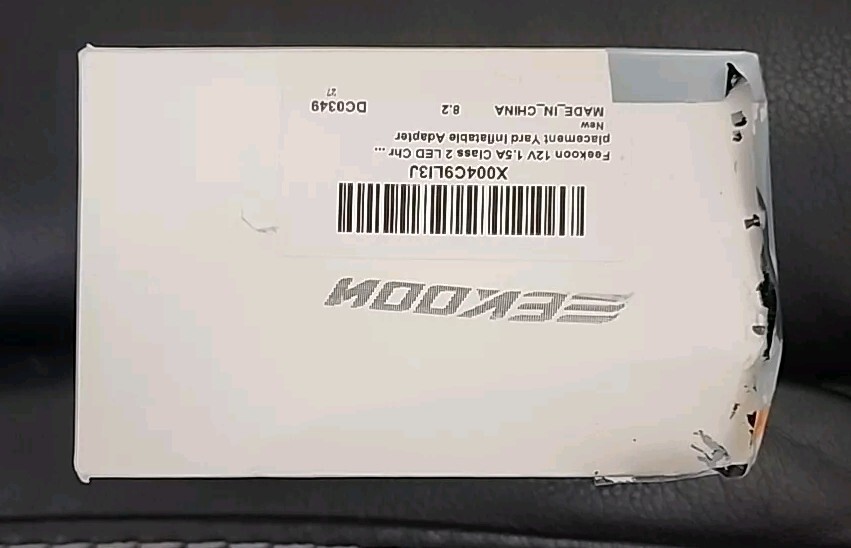 X004C9LI3J
Feekoon 12V 1.5A Class 2 LED Chr ...
placement Yard Inflatable Adapter
New
MADE_IN_CHINA 8.2 DC0349
'27